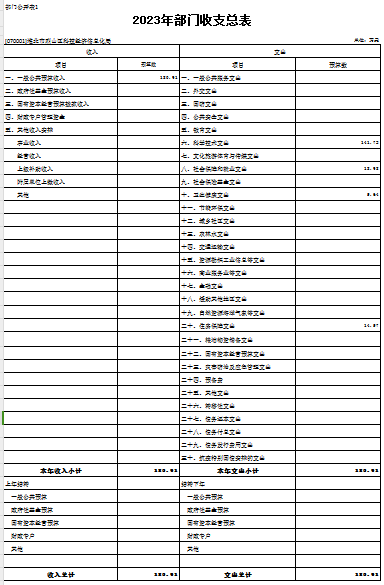 部门公开表1
2023年部门收支总表
[070001]淮北市烈山区科技经济信息化局 单位：万元
收入 支出
项目 预算数 项目 预算数
一、一般公共预算收入 180.92 一、一般公共服务支出
二、政府性基金预算收入 二、外交支出
三、国有资本经营预算拨款收入 三、国防支出
四、财政专户管理资金 四、公共安全支出
五、其他收入安排 五、教育支出
事业收入 六、科学技术支出 141.72
经营收入 七、文化旅游体育与传媒支出
上级补助收入 八、社会保障和就业支出
附属单位上缴收入 九、社会保险基金支出
其他 十、卫生健康支出
十一、节能环保支出
十二、城乡社区支出
十三、农林水支出
十四、交通运输支出
十五、资源勘探工业信息等支出
十六、商业服务业等支出
十七、金融支出
十八、援助其他地区支出
十九、自然资源海洋气象等支出
二十、住房保障支出
二十一、粮油物资储备支出
二十二、国有资本经营预算支出
二十三、灾害防治及应急管理支出
二十四、预备费
二十五、其他支出
二十六、转移性支出
二十七、债务还本支出
二十八、债务付息支出
二十九、债务发行费用支出
三十、抗疫特别国债安排的支出
本年收入小计 180.92 本年支出小计 180.92
上年结转 结转下年
一般公共预算 一般公共预算
政府性基金预算 政府性基金预算
国有资本经营预算 国有资本经营预算
财政专户 财政专户
其他 其他
收入总计 180.92 支出总计 180.92